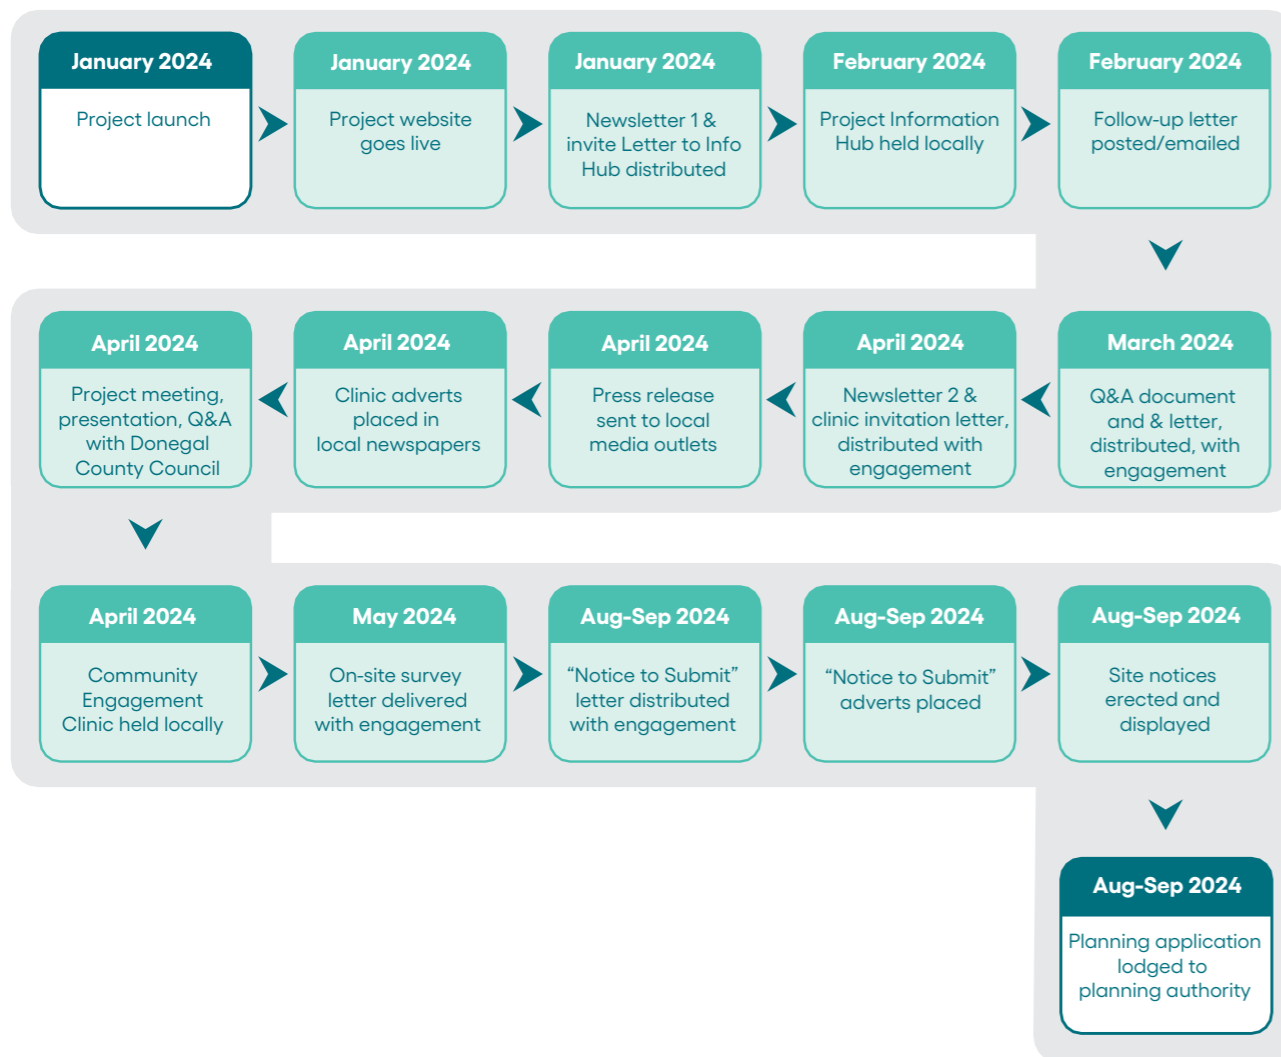 January 2024
Project launch
January 2024
Project website
goes live
January 2024
Newsletter 1 &
invite Letter to Info
Hub distributed
February 2024
Project Information
Hub held locally
February 2024
Follow-up letter
posted/emailed
March 2024
Q&A document
and & letter,
distributed, with
engagement
April 2024
Newsletter 2 &
clinic invitation letter,
distributed with
engagement
April 2024
Press release
sent to local
media outlets
April 2024
Clinic adverts
placed in
local newspapers
April 2024
Project meeting,
presentation, Q&A
with Donegal
County Council
April 2024
Community
Engagement
Clinic held locally
May 2024
On-site survey
letter delivered
with engagement
Aug-Sep 2024
“Notice to Submit”
letter distributed
with engagement
Aug-Sep 2024
“Notice to Submit”
adverts placed
Aug-Sep 2024
Site notices
erected and
displayed
Aug-Sep 2024
Planning application
lodged to
planning authority